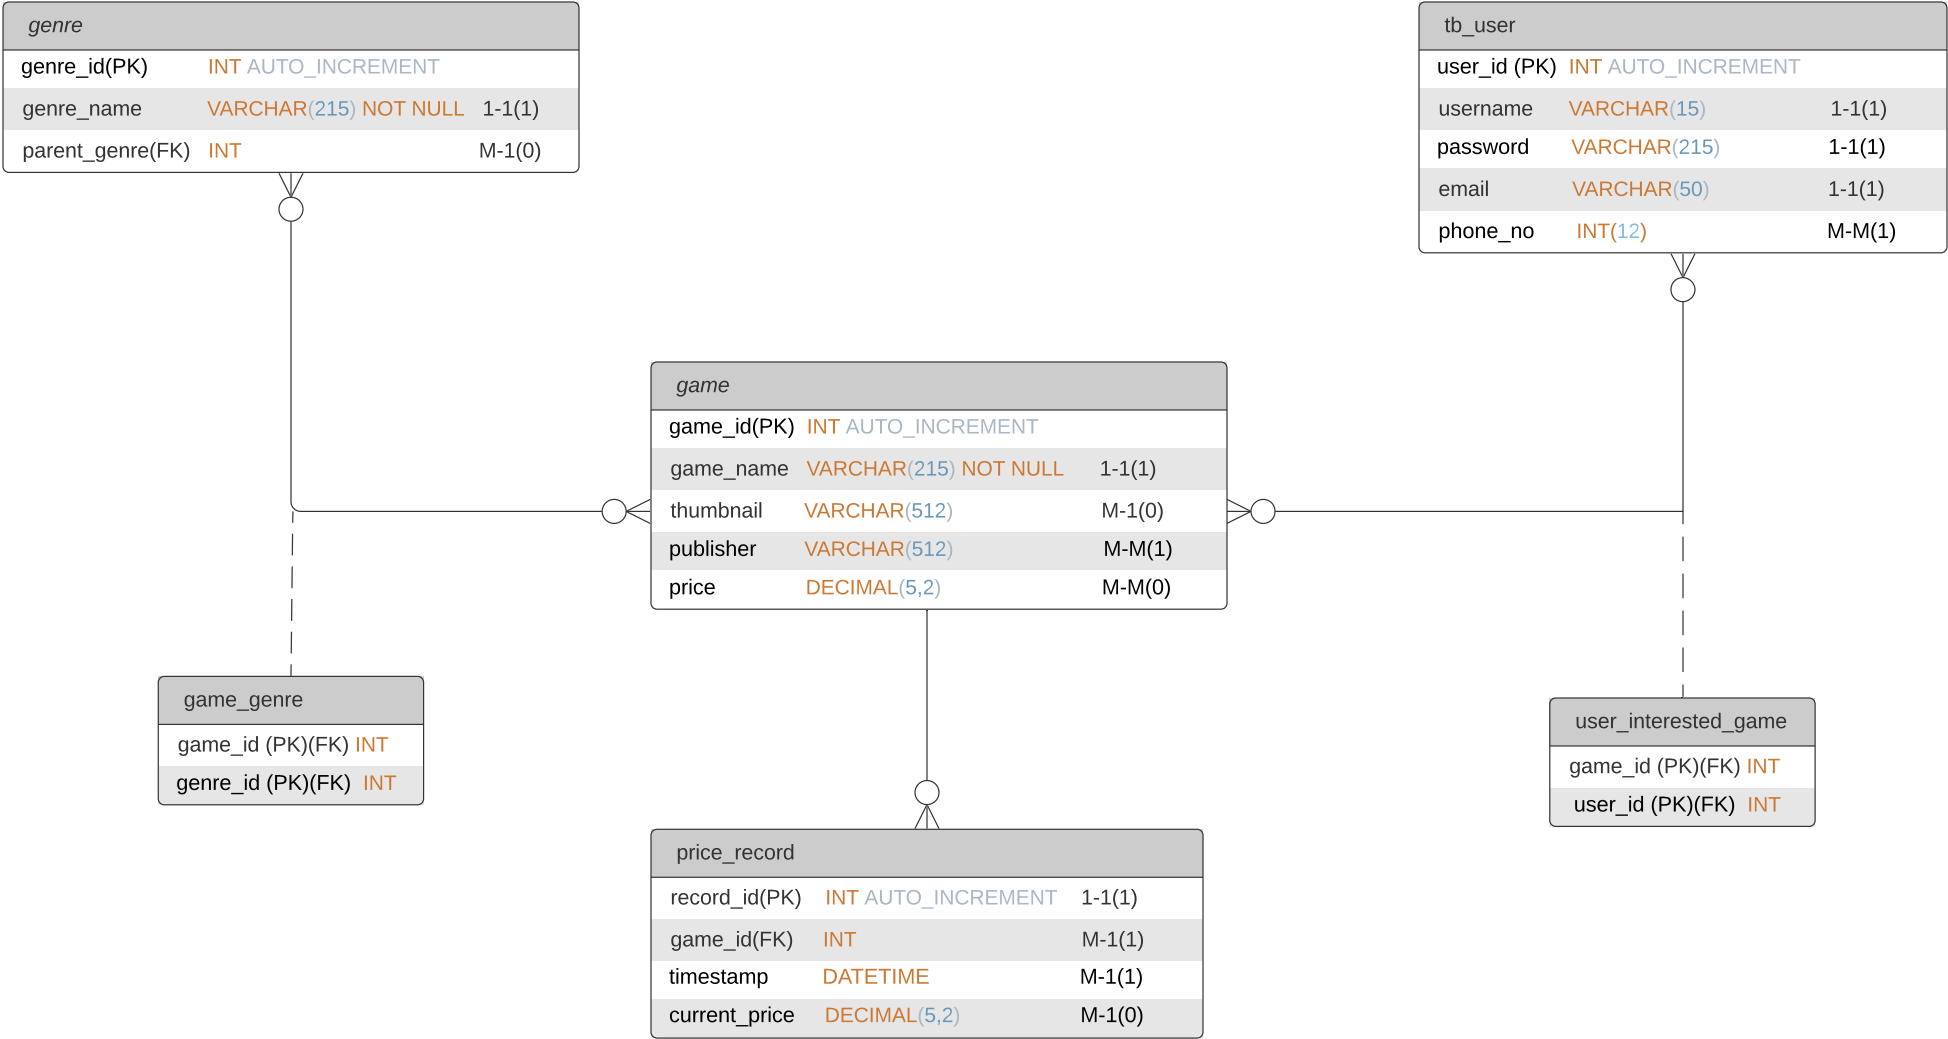 genre
genre_id(PK) INT AUTO_INCREMENT
genre_name VARCHAR(215) NOT NULL 1-1(1)
parent_genre(FK) INT M-1(0)
tb_user
user_id (PK) INT AUTO_INCREMENT
username VARCHAR(15) 1-1(1)
password VARCHAR(215) 1-1(1)
email VARCHAR(50) 1-1(1)
phone_no INT(12) M-M(1)
game
game_id(PK) INT AUTO_INCREMENT
game_name VARCHAR(215) NOT NULL 1-1(1)
thumbnail VARCHAR(512) M-1(0)
publisher VARCHAR(512) M-M(1)
price DECIMAL(5,2) M-M(0)
game_genre
game_id (PK)(FK) INT
genre_id (PK)(FK) INT
user_interested_game
game_id (PK)(FK) INT
user_id (PK)(FK) INT
price_record
record_id(PK) INT AUTO_INCREMENT 1-1(1)
game_id(FK) INT M-1(1)
timestamp DATETIME M-1(1)
current_price DECIMAL(5,2) M-1(0)